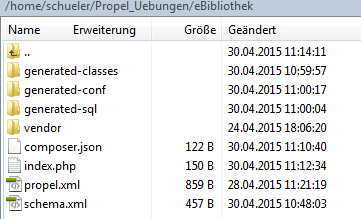 /home/schueler/Propel_Uebungen/eBibliothek
Name Erweiterung Größe Geändert
.. 30.04.2015 11:14:11
generated-classes 30.04.2015 10:59:57
generated-conf 30.04.2015 11:00:17
generated-sql 30.04.2015 11:00:04
vendor 24.04.2015 18:06:20
composer.json 122 B 30.04.2015 11:10:40
index.php 150 B 30.04.2015 11:12:34
propel.xml 859 B 28.04.2015 11:21:19
schema.xml 457 B 30.04.2015 10:48:03